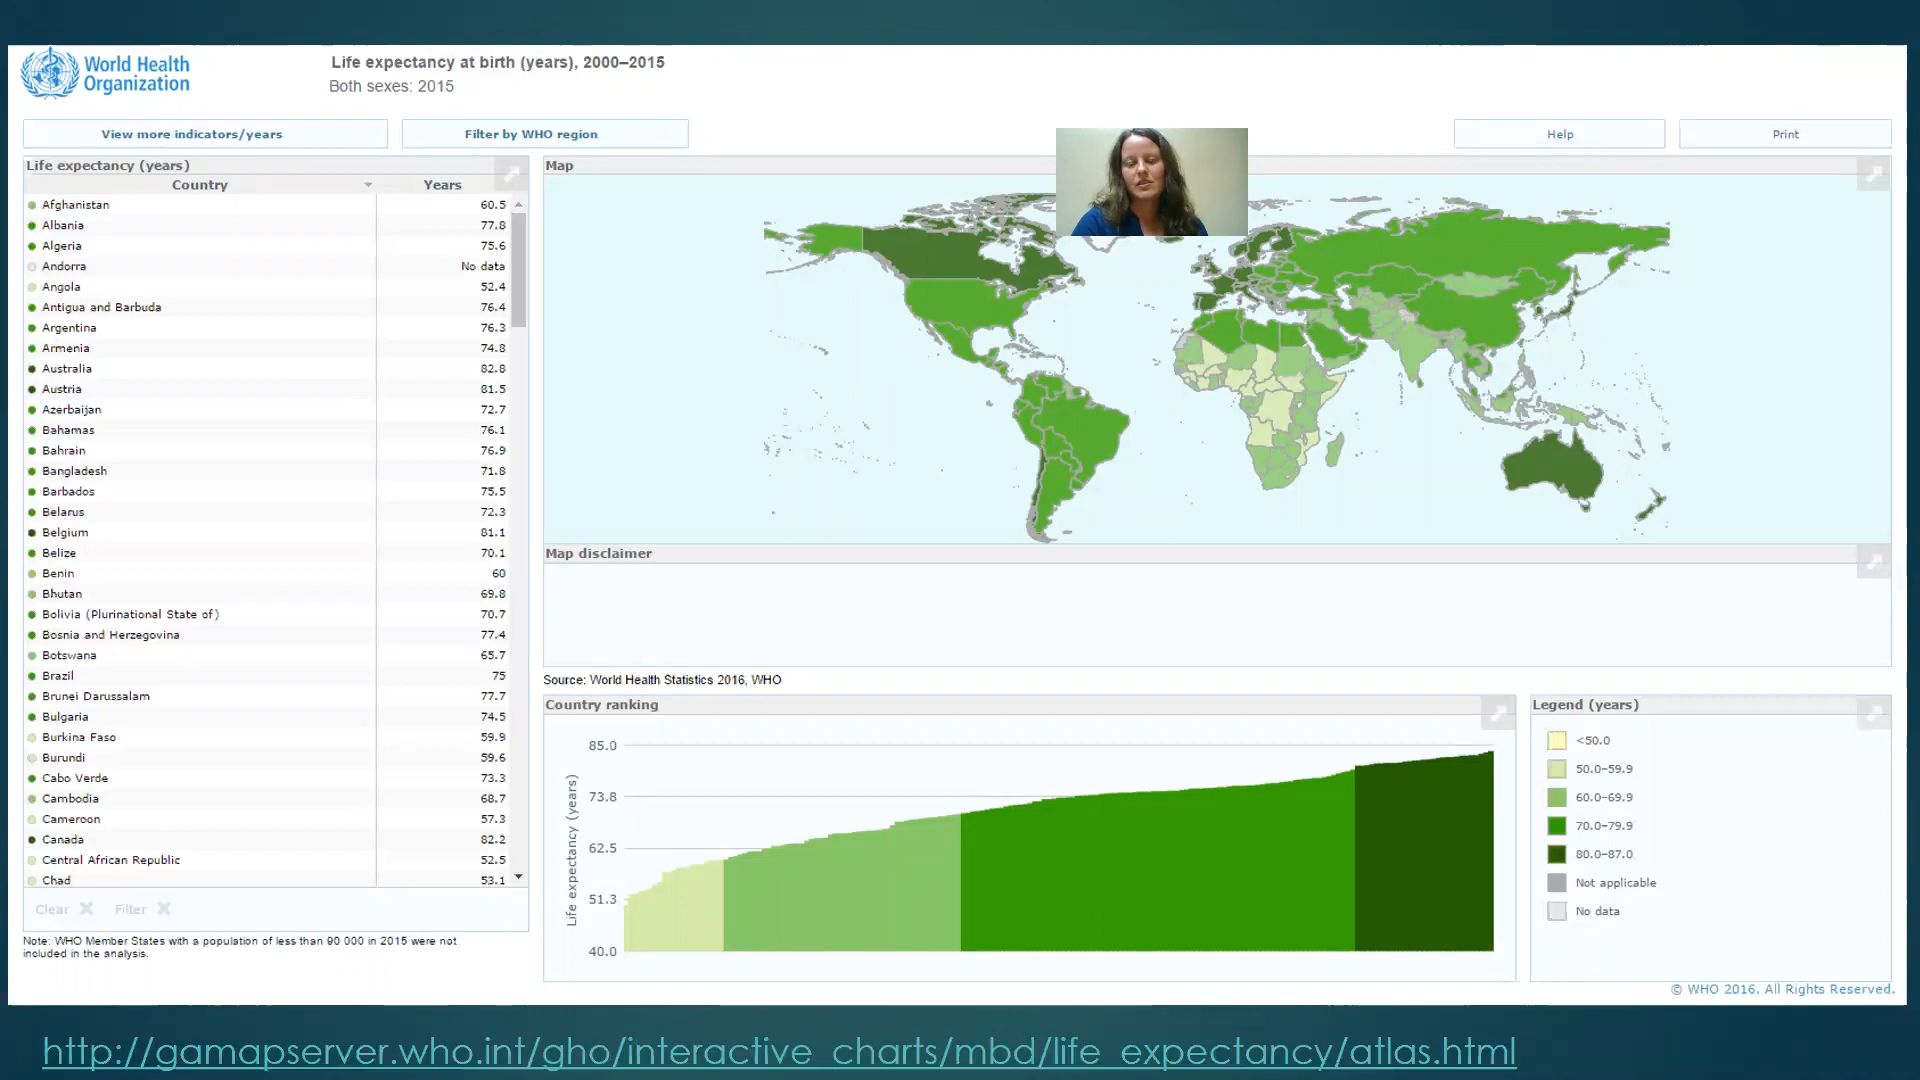 World Health
Organization
Life expectancy at birth (years), 2000–2015
Both sexes: 2015
View more indicators/years
Filter by WHO region
Help
Print
Life expectancy (years)
Country Years
Afghanistan 60.5
Albania 77.8
Algeria 75.6
Andorra No data
Angola 52.4
Antigua and Barbuda 76.4
Argentina 76.3
Armenia 74.8
Australia 82.8
Austria 81.5
Azerbaijan 72.7
Bahamas 76.1
Bahrain 76.9
Bangladesh 71.8
Barbados 75.5
Belarus 72.3
Belgium 81.1
Belize 70.1
Benin 60
Bhutan 69.8
Bolivia (Plurinational State of) 70.7
Bosnia and Herzegovina 77.4
Botswana 65.7
Brazil 75
Brunei Darussalam 77.7
Bulgaria 74.5
Burkina Faso 59.9
Burundi 59.6
Cabo Verde 73.3
Cambodia 68.7
Cameroon 57.3
Canada 82.2
Central African Republic 52.5
Chad 53.1
Clear Filter
Note: WHO Member States with a population of less than 90 000 in 2015 were not
included in the analysis.
Map
Map disclaimer
Source: World Health Statistics 2016, WHO
Country ranking
Life expectancy (years)
85.0
73.8
62.5
51.3
40.0
Legend (years)
<50.0
50.0–59.9
60.0–69.9
70.0–79.9
80.0–87.0
Not applicable
No data
© WHO 2016. All Rights Reserved.
http://gamapserver.who.int/gho/interactive_charts/mbd/life_expectancy/atlas.html